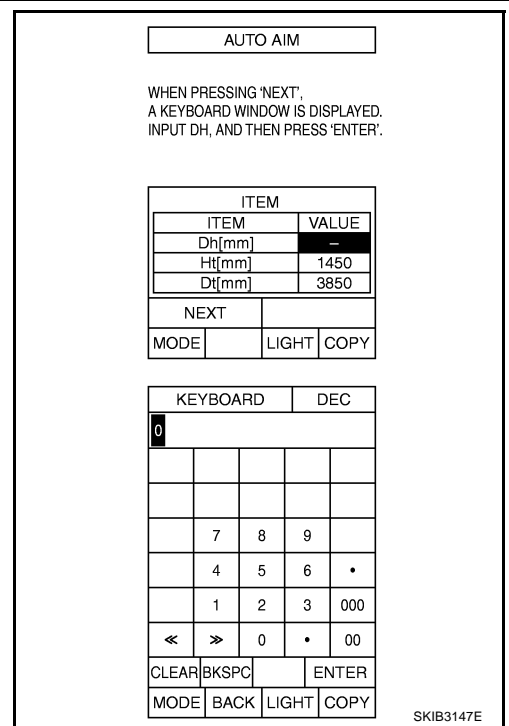 AUTO AIM
WHEN PRESSING ‘NEXT’,
A KEYBOARD WINDOW IS DISPLAYED.
INPUT DH, AND THEN PRESS ‘ENTER’.
ITEM
ITEM VALUE
Dh[mm] –
Ht[mm] 1450
Dt[mm] 3850
NEXT
MODE LIGHT COPY
KEYBOARD DEC
0
7 8 9
4 5 6 •
1 2 3 000
≪ ≫ 0 • 00
CLEAR BKSPC ENTER
MODE BACK LIGHT COPY
SKIB3147E